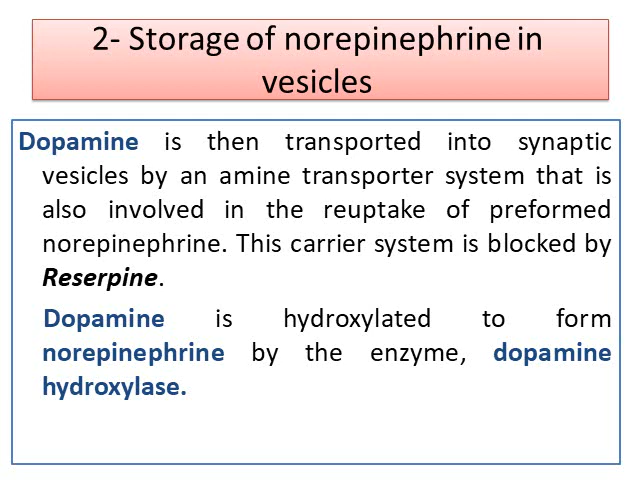 2- Storage of norepinephrine in
vesicles
Dopamine is then transported into synaptic
vesicles by an amine transporter system that is
also involved in the reuptake of preformed
norepinephrine. This carrier system is blocked by
Reserpine.
Dopamine is hydroxylated to form
norepinephrine by the enzyme, dopamine
hydroxylase.